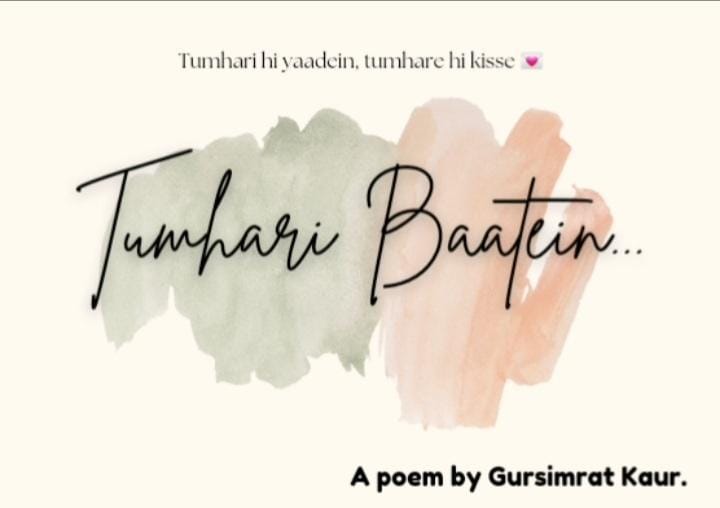 Tumhari hi yaadein, tumhare hi kisse 💟
Tumhari Baatein...
A poem by Gursimrat Kaur.